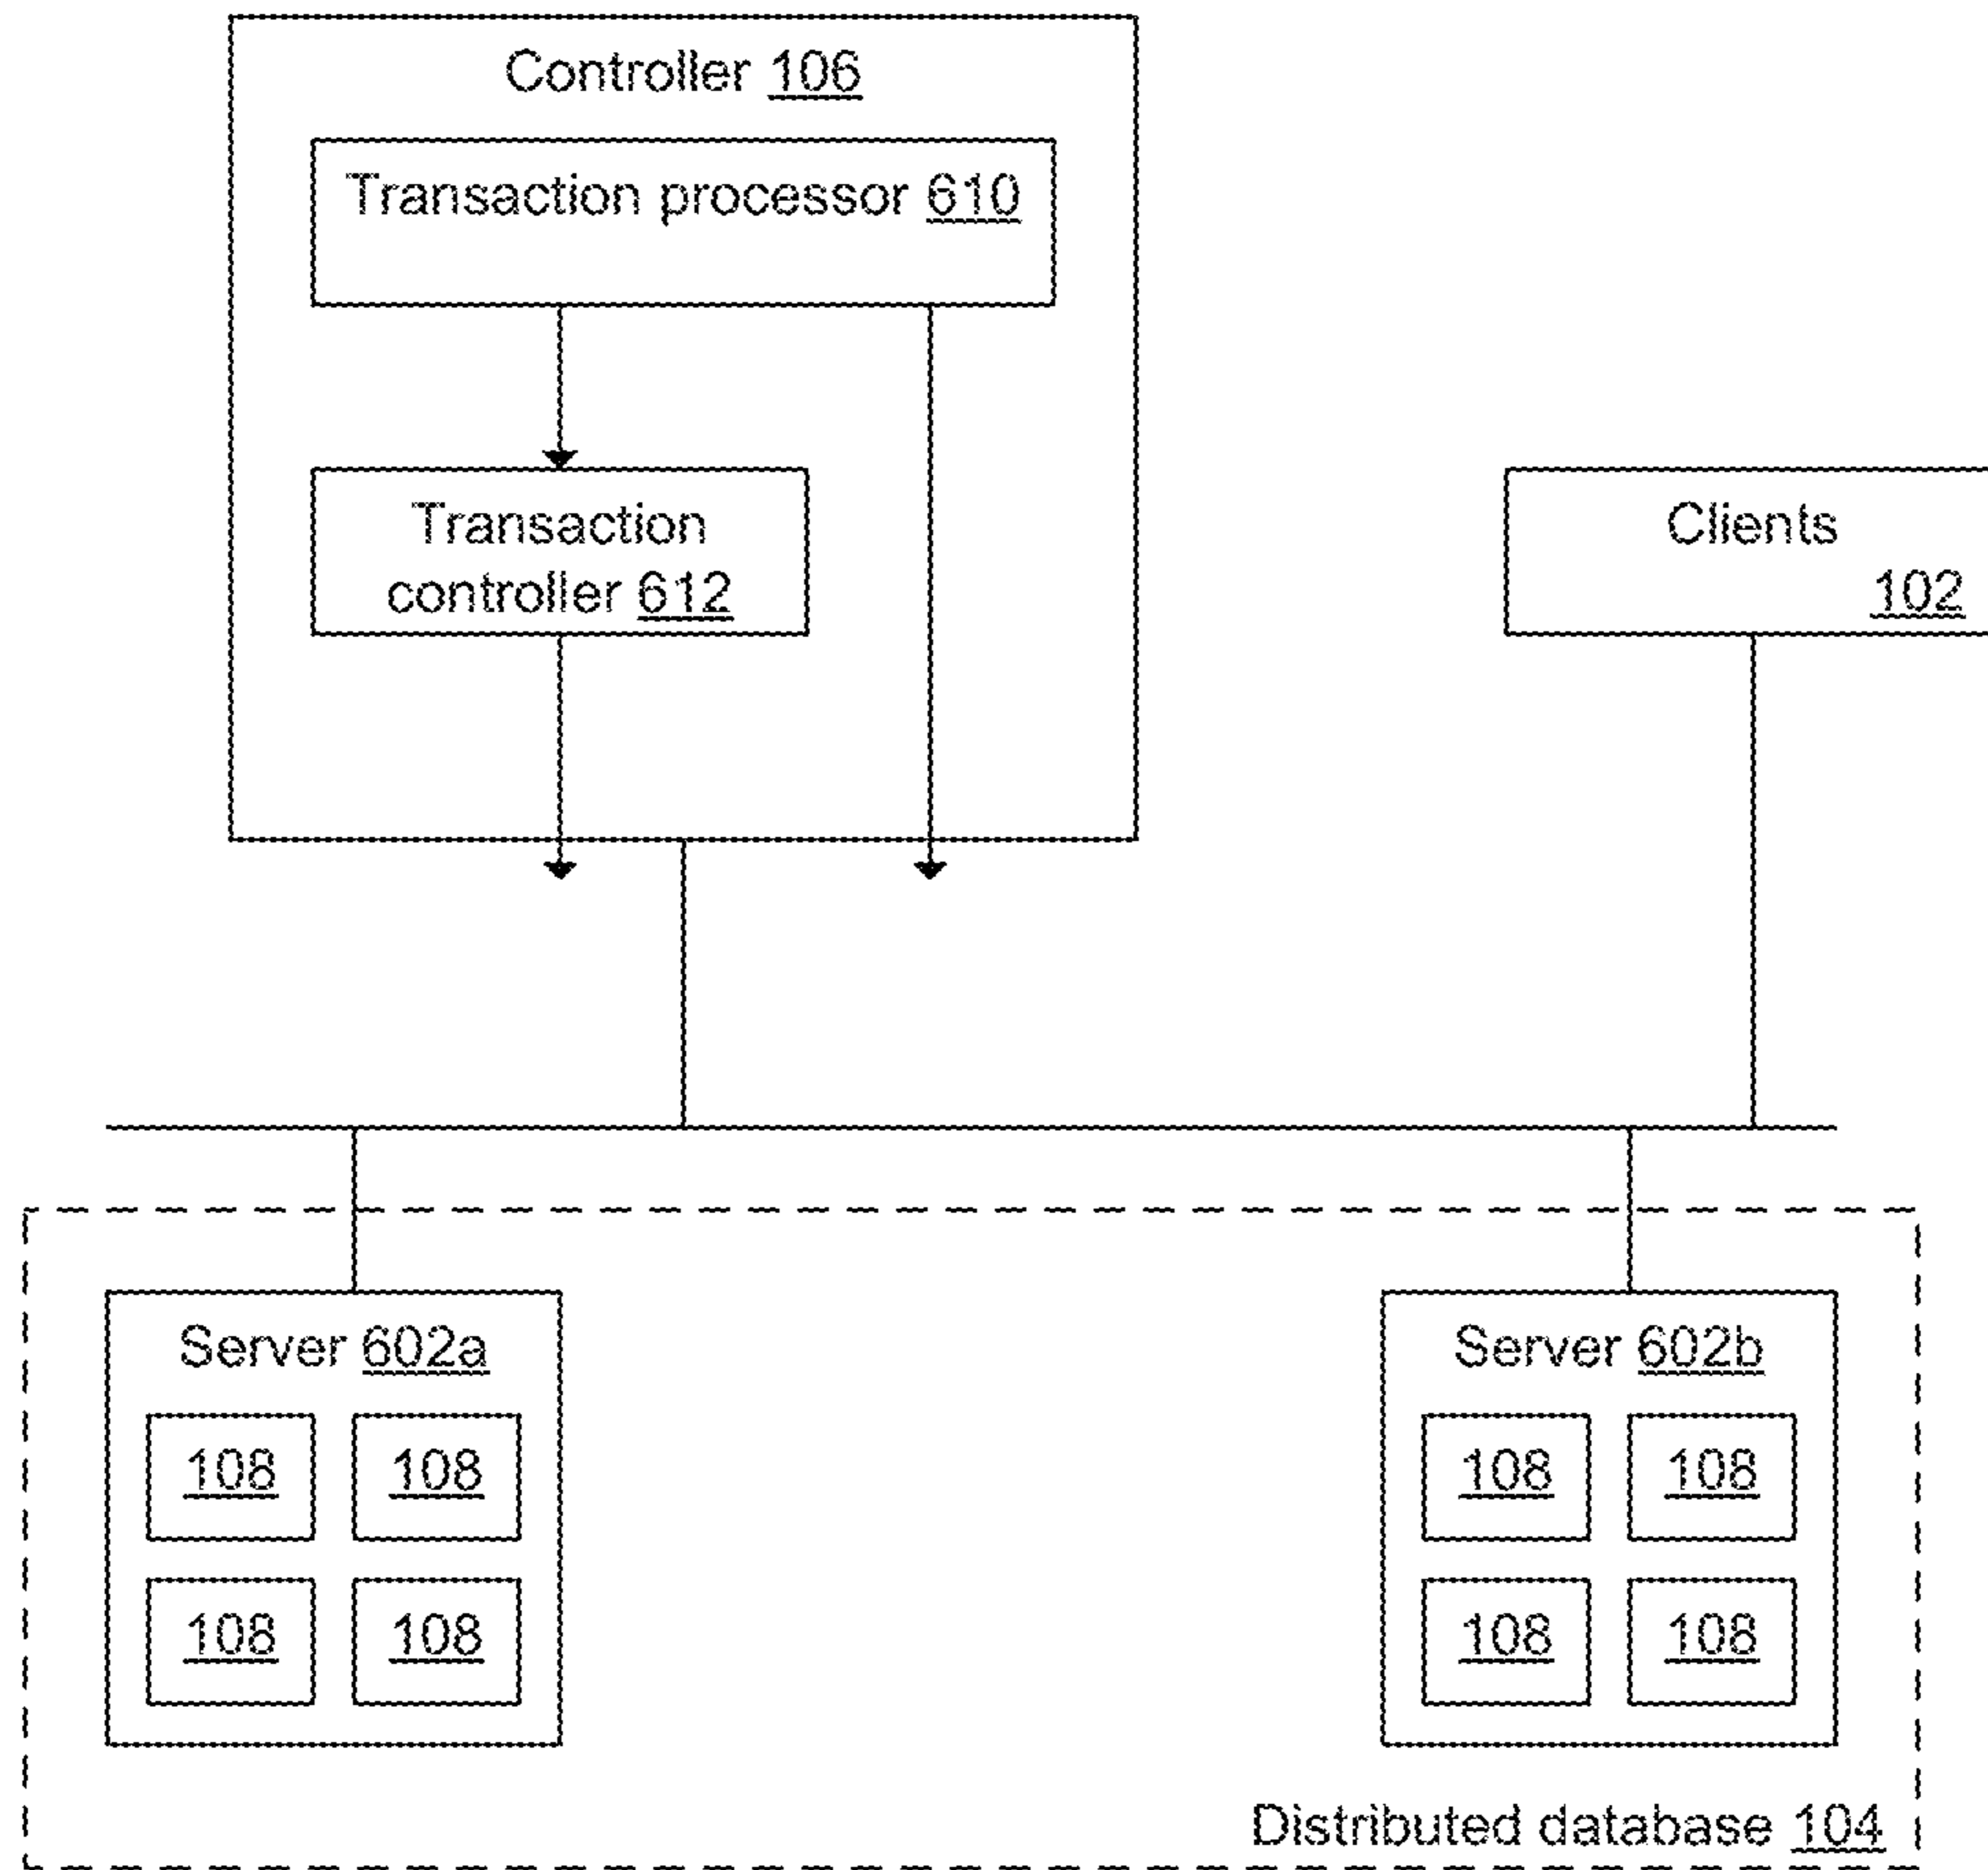 Controller 106
Transaction processor 610
Transaction
controller 612
Clients
102
Server 602a
108 108
108 108
Server 602b
108 108
108 108
Distributed database 104